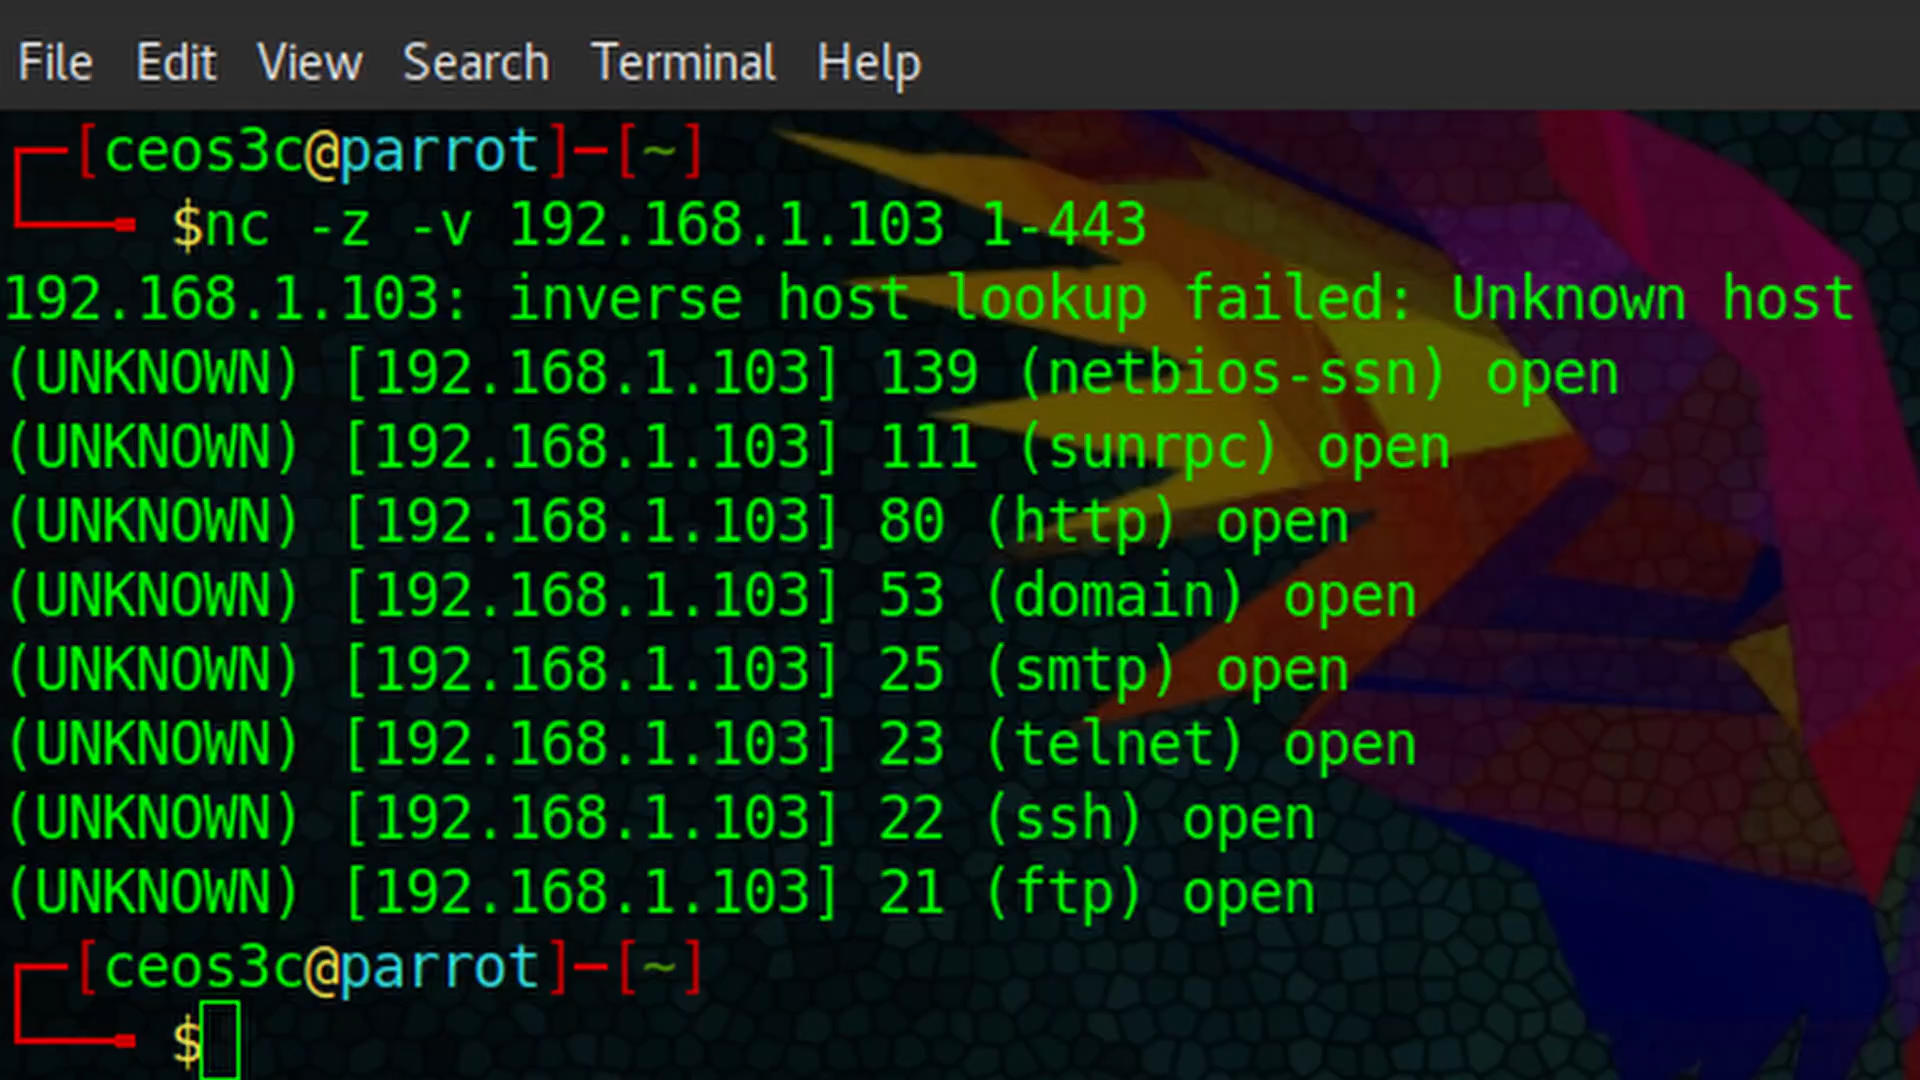 File Edit View Search Terminal Help
[ceos3c@parrot]-[~]
$nc -z -v 192.168.1.103 1-443
192.168.1.103: inverse host lookup failed: Unknown host
(UNKNOWN) [192.168.1.103] 139 (netbios-ssn) open
(UNKNOWN) [192.168.1.103] 111 (sunrpc) open
(UNKNOWN) [192.168.1.103] 80 (http) open
(UNKNOWN) [192.168.1.103] 53 (domain) open
(UNKNOWN) [192.168.1.103] 25 (smtp) open
(UNKNOWN) [192.168.1.103] 23 (telnet) open
(UNKNOWN) [192.168.1.103] 22 (ssh) open
(UNKNOWN) [192.168.1.103] 21 (ftp) open
[ceos3c@parrot]-[~]
$